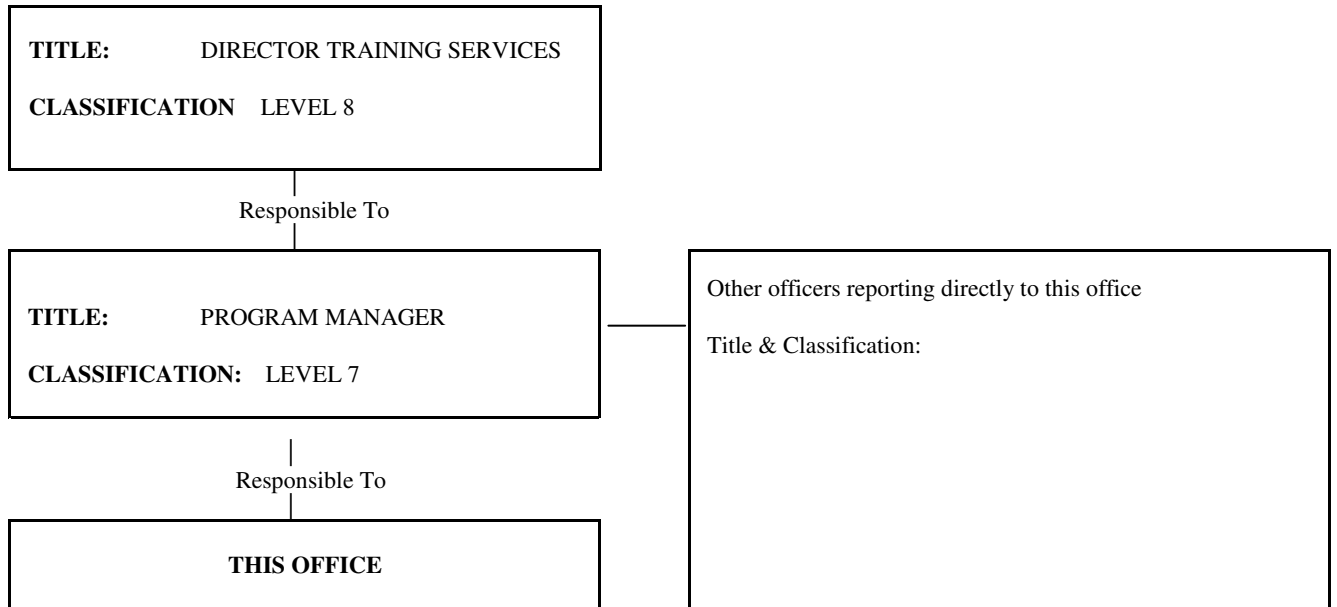 TITLE: DIRECTOR TRAINING SERVICES
CLASSIFICATION LEVEL 8
Responsible To
TITLE: PROGRAM MANAGER
CLASSIFICATION: LEVEL 7
Other officers reporting directly to this office
Title & Classification:
Responsible To
THIS OFFICE